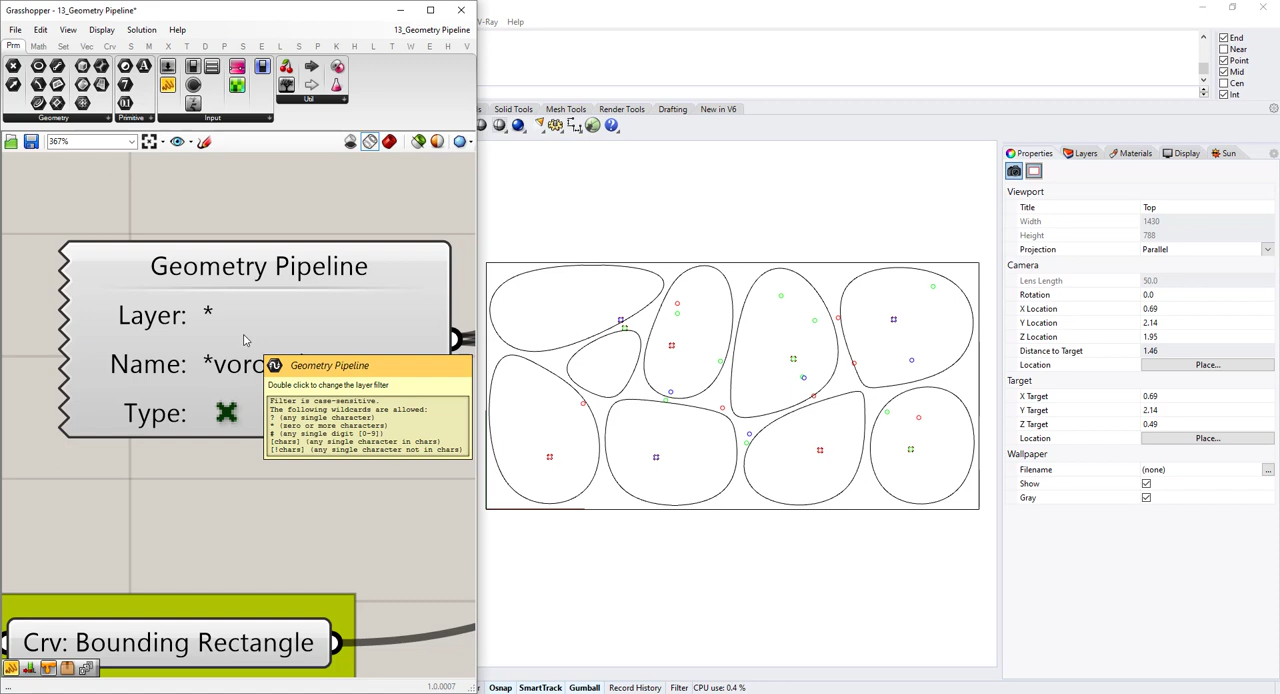 Grasshopper - 13_Geometry Pipeline*
File Edit View Display Solution Help
13_Geometry Pipeline
Prm Math Set Vec Crv S M X T D P S E L S P K H L T W E H V
Geometry
Primitive
Input
Util
367%
Geometry Pipeline
Layer: *
Name: *voro
Type:
Geometry Pipeline
Double click to change the layer filter
Filter is case-sensitive.
The following wildcards are allowed:
? (any single character)
* (zero or more characters)
# (any single digit [0-9])
[chars] (any single character in chars)
[!chars] (any single character not in chars)
Crv: Bounding Rectangle
...
1.0.0007
V-Ray Help
End
Near
Point
Mid
Cen
Int
Solid Tools Mesh Tools Render Tools Drafting New in V6
Properties Layers Materials Display Sun
Viewport
Title Top
Width 1430
Height 788
Projection Parallel
Camera
Lens Length 50.0
Rotation 0.0
X Location 0.69
Y Location 2.14
Z Location 1.95
Distance to Target 1.46
Location Place...
Target
X Target 0.69
Y Target 2.14
Z Target 0.49
Location Place...
Wallpaper
Filename (none) ...
Show
Gray
Osnap SmartTrack Gumball Record History Filter CPU use: 0.4 %